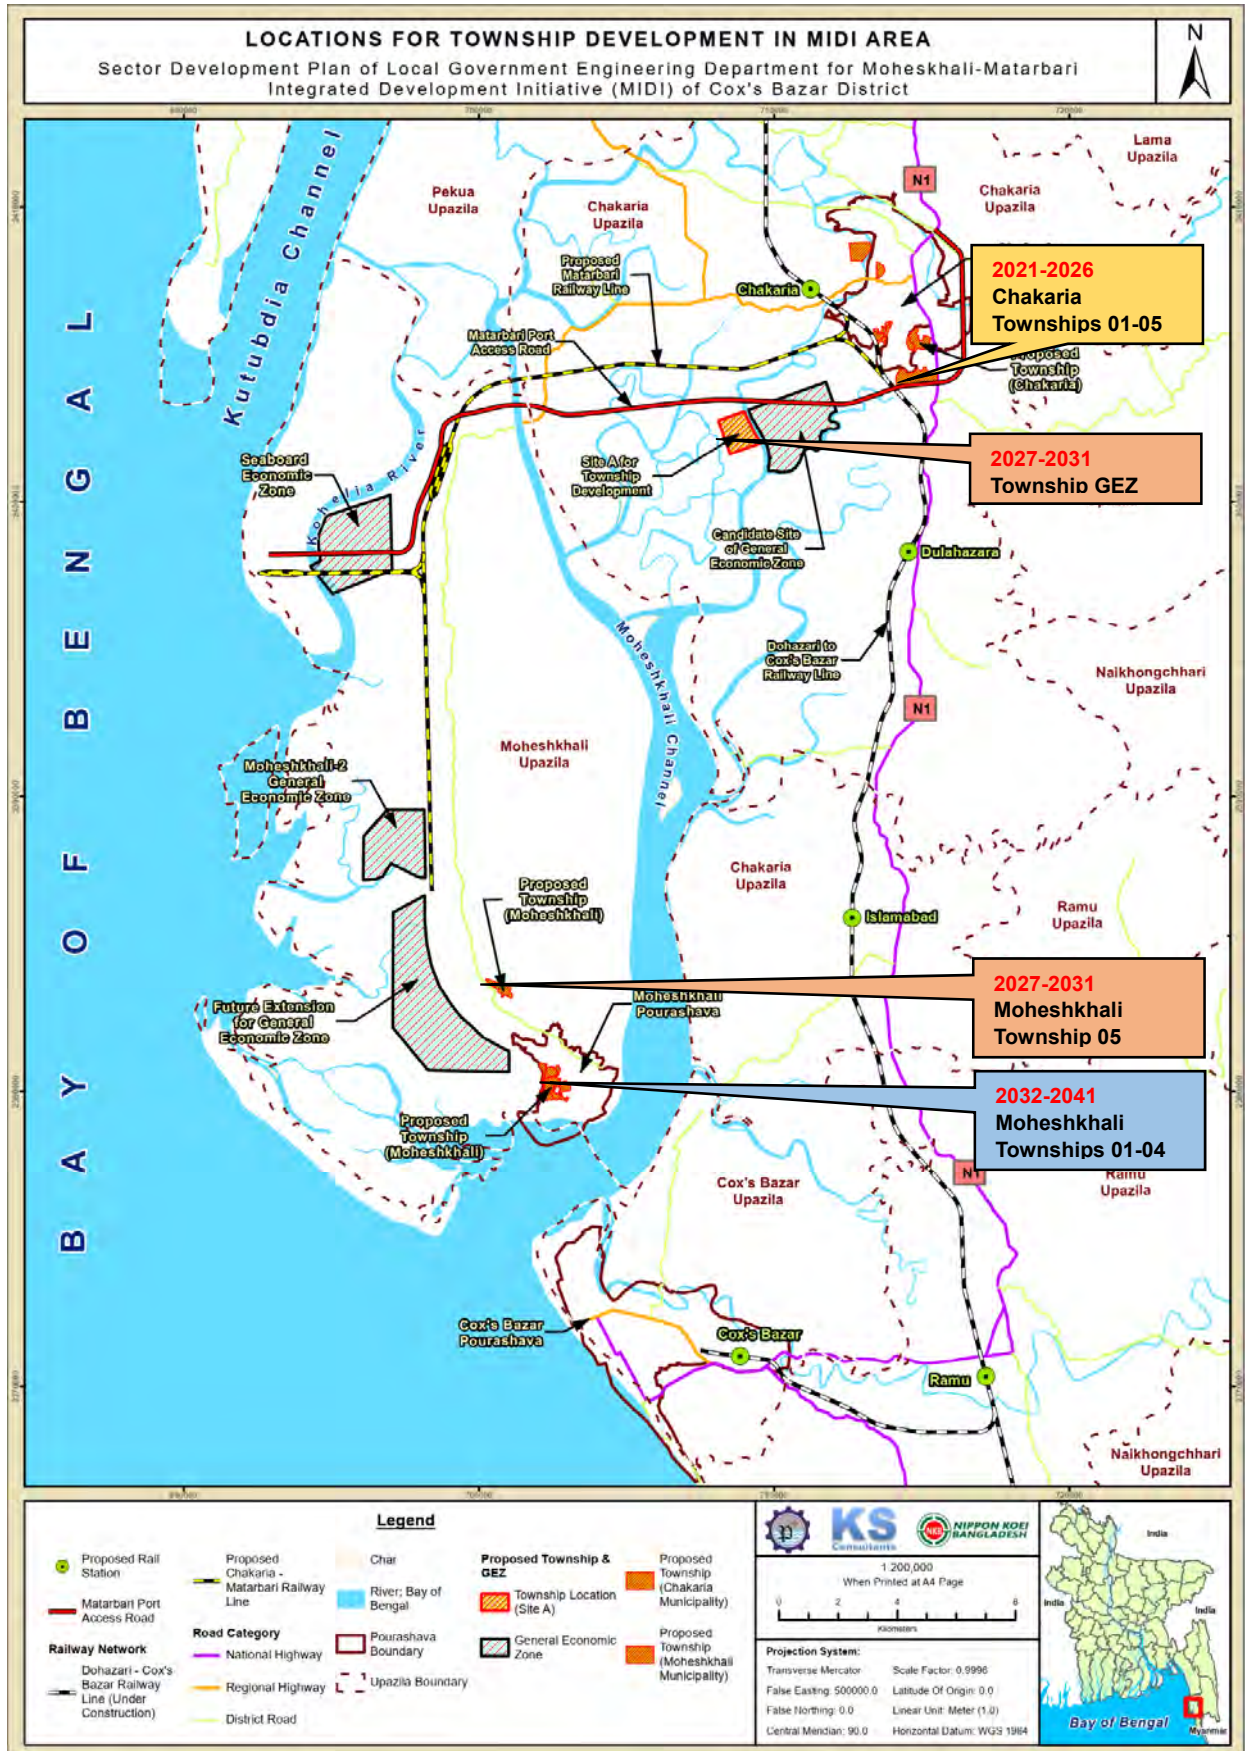 LOCATIONS FOR TOWNSHIP DEVELOPMENT IN MIDI AREA
Sector Development Plan of Local Government Engineering Department for Moheskhali-Matarbari
Integrated Development Initiative (MIDI) of Cox's Bazar District
N
700000
710000
720000
Kutubdia Channel
Pekua
Upazila
Chakaria
Upazila
N1
Chakaria
Upazila
Lama
Upazila
Proposed
Matarbari
Railway Line
Chakaria
2021-2026
Chakaria
Townships 01-05
Proposed
Township
(Chakaria)
Matarbari Port
Access Road
Seaboard
Economic
Zone
Kohelia River
Site A for
Township
Development
2027-2031
Township GEZ
Candidate Site
of General
Economic Zone
Dulahazara
BAY OF BENGAL
Moheshkhali Channel
Dohazari to
Cox's Bazar
Railway Line
Naikhongchhari
Upazila
N1
Moheshkhali
Upazila
Moheshkhali-2
General
Economic Zone
Chakaria
Upazila
Proposed
Township
(Moheshkhali)
Islamabad
Ramu
Upazila
Future Extension
for General
Economic Zone
Moheshkhali
Pourashava
2027-2031
Moheshkhali
Township 05
2032-2041
Moheshkhali
Townships 01-04
Proposed
Township
(Moheshkhali)
N1
Ramu
Upazila
Cox's Bazar
Upazila
Cox's Bazar
Pourashava
Cox's Bazar
Ramu
Naikhongchhari
Upazila
700000
710000
720000
Legend
Proposed Rail
Station
Matarbari Port
Access Road
Railway Network
Dohazari - Cox's
Bazar Railway
Line (Under
Construction)
Proposed
Chakaria -
Matarbari Railway
Line
Road Category
National Highway
Regional Highway
District Road
Char
River; Bay of
Bengal
Pourashava
Boundary
Upazila Boundary
Proposed Township &
GEZ
Township Location
(Site A)
General Economic
Zone
Proposed
Township
(Chakaria
Municipality)
Proposed
Township
(Moheshkhali
Municipality)
KS
Consultants
NKB
NIPPON KOEI
BANGLADESH
1:200,000
When Printed at A4 Page
0 2 4 6
Kilometers
Projection System:
Transverse Mercator
Scale Factor: 0.9996
False Easting: 500000.0
Latitude Of Origin: 0.0
False Northing: 0.0
Linear Unit: Meter (1.0)
Central Meridian: 90.0
Horizontal Datum: WGS 1984
India
India
India
Bay of Bengal
Myanmar